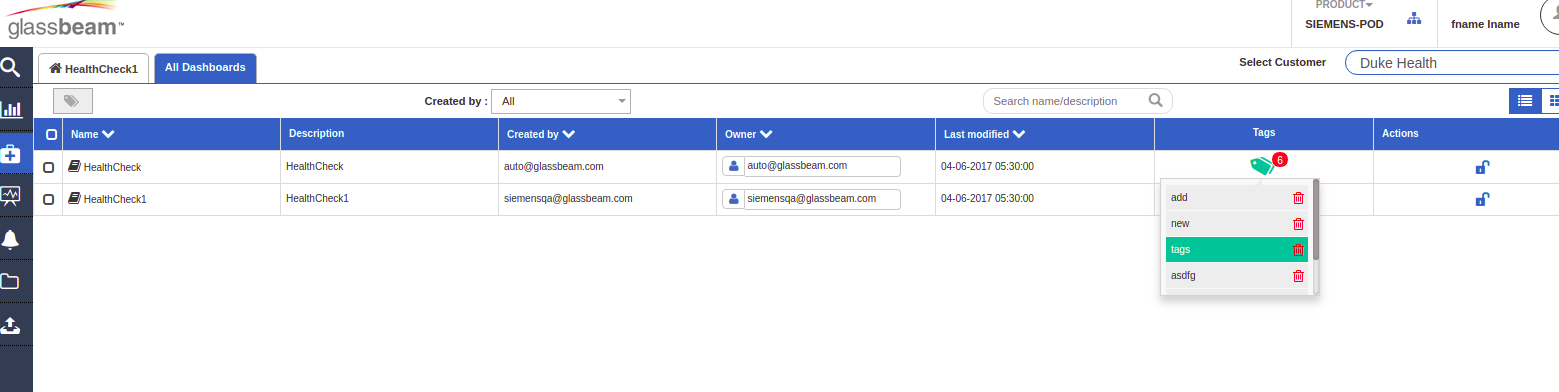 PRODUCT
glassbeam™
SIEMENS-POD
fname lname
HealthCheck1
All Dashboards
Select Customer
Duke Health
Created by :
All
Search name/description
Name
Description
Created by
Owner
Last modified
Tags
Actions
HealthCheck
HealthCheck
auto@glassbeam.com
auto@glassbeam.com
04-06-2017 05:30:00
6
HealthCheck1
HealthCheck1
siemensqa@glassbeam.com
siemensqa@glassbeam.com
04-06-2017 05:30:00
add
new
tags
asdfg